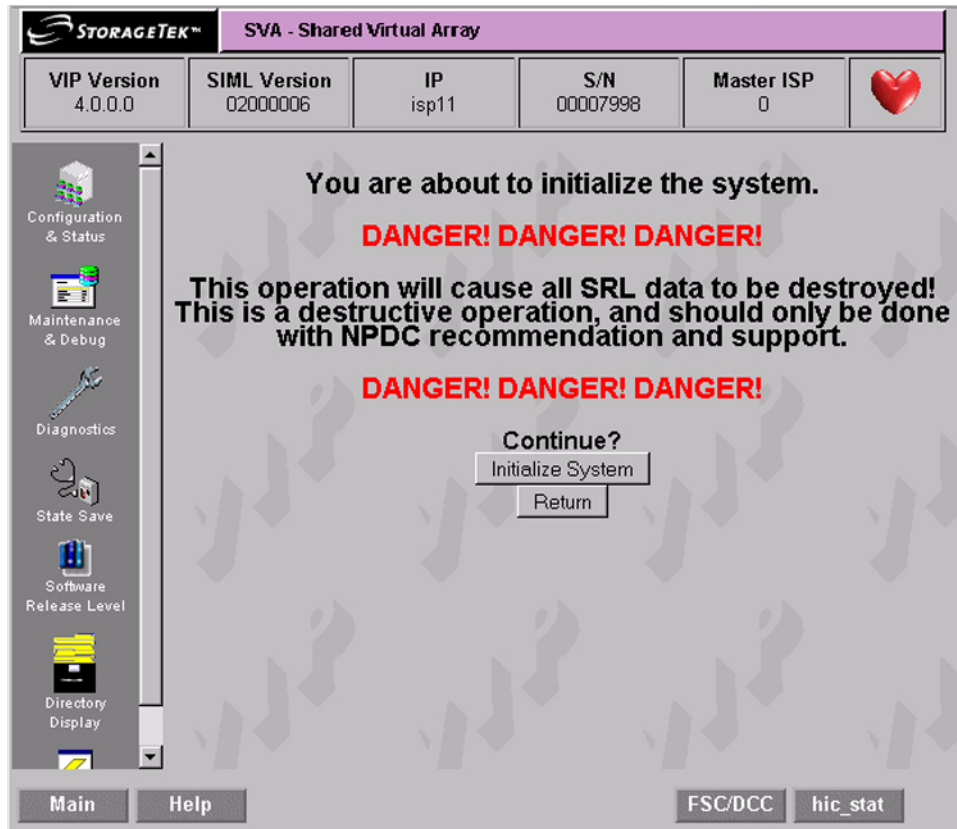 STORAGETEK™
SVA - Shared Virtual Array
VIP Version
4.0.0.0
SIML Version
02000006
IP
isp11
S/N
00007998
Master ISP
0
Configuration
& Status
Maintenance
& Debug
Diagnostics
State Save
Software
Release Level
Directory
Display
You are about to initialize the system.
DANGER! DANGER! DANGER!
This operation will cause all SRL data to be destroyed!
This is a destructive operation, and should only be done
with NPDC recommendation and support.
DANGER! DANGER! DANGER!
Continue?
Initialize System
Return
Main
Help
FSC/DCC
hic_stat